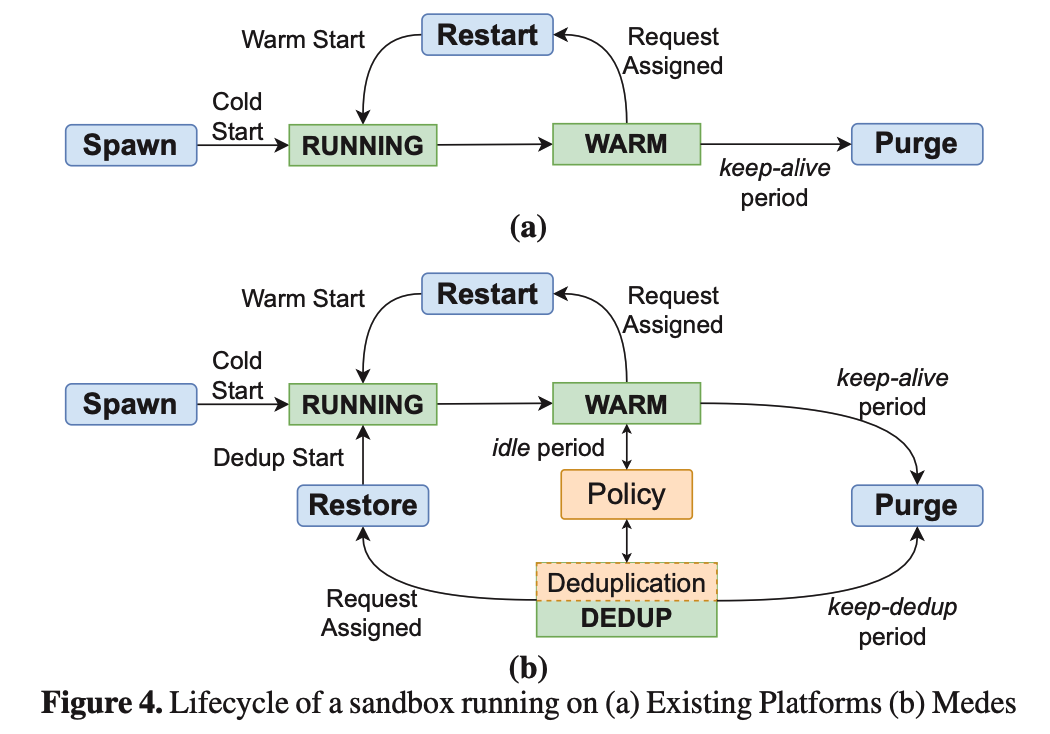 Warm Start
Restart
Request
Assigned
Cold
Start
Spawn
RUNNING
WARM
Purge
keep-alive
period
(a)
Warm Start
Restart
Request
Assigned
Cold
Start
Spawn
RUNNING
WARM
keep-alive
period
Dedup Start
idle period
Policy
Restore
Purge
Request
Assigned
Deduplication
DEDUP
keep-dedup
period
(b)
Figure 4. Lifecycle of a sandbox running on (a) Existing Platforms (b) Medes